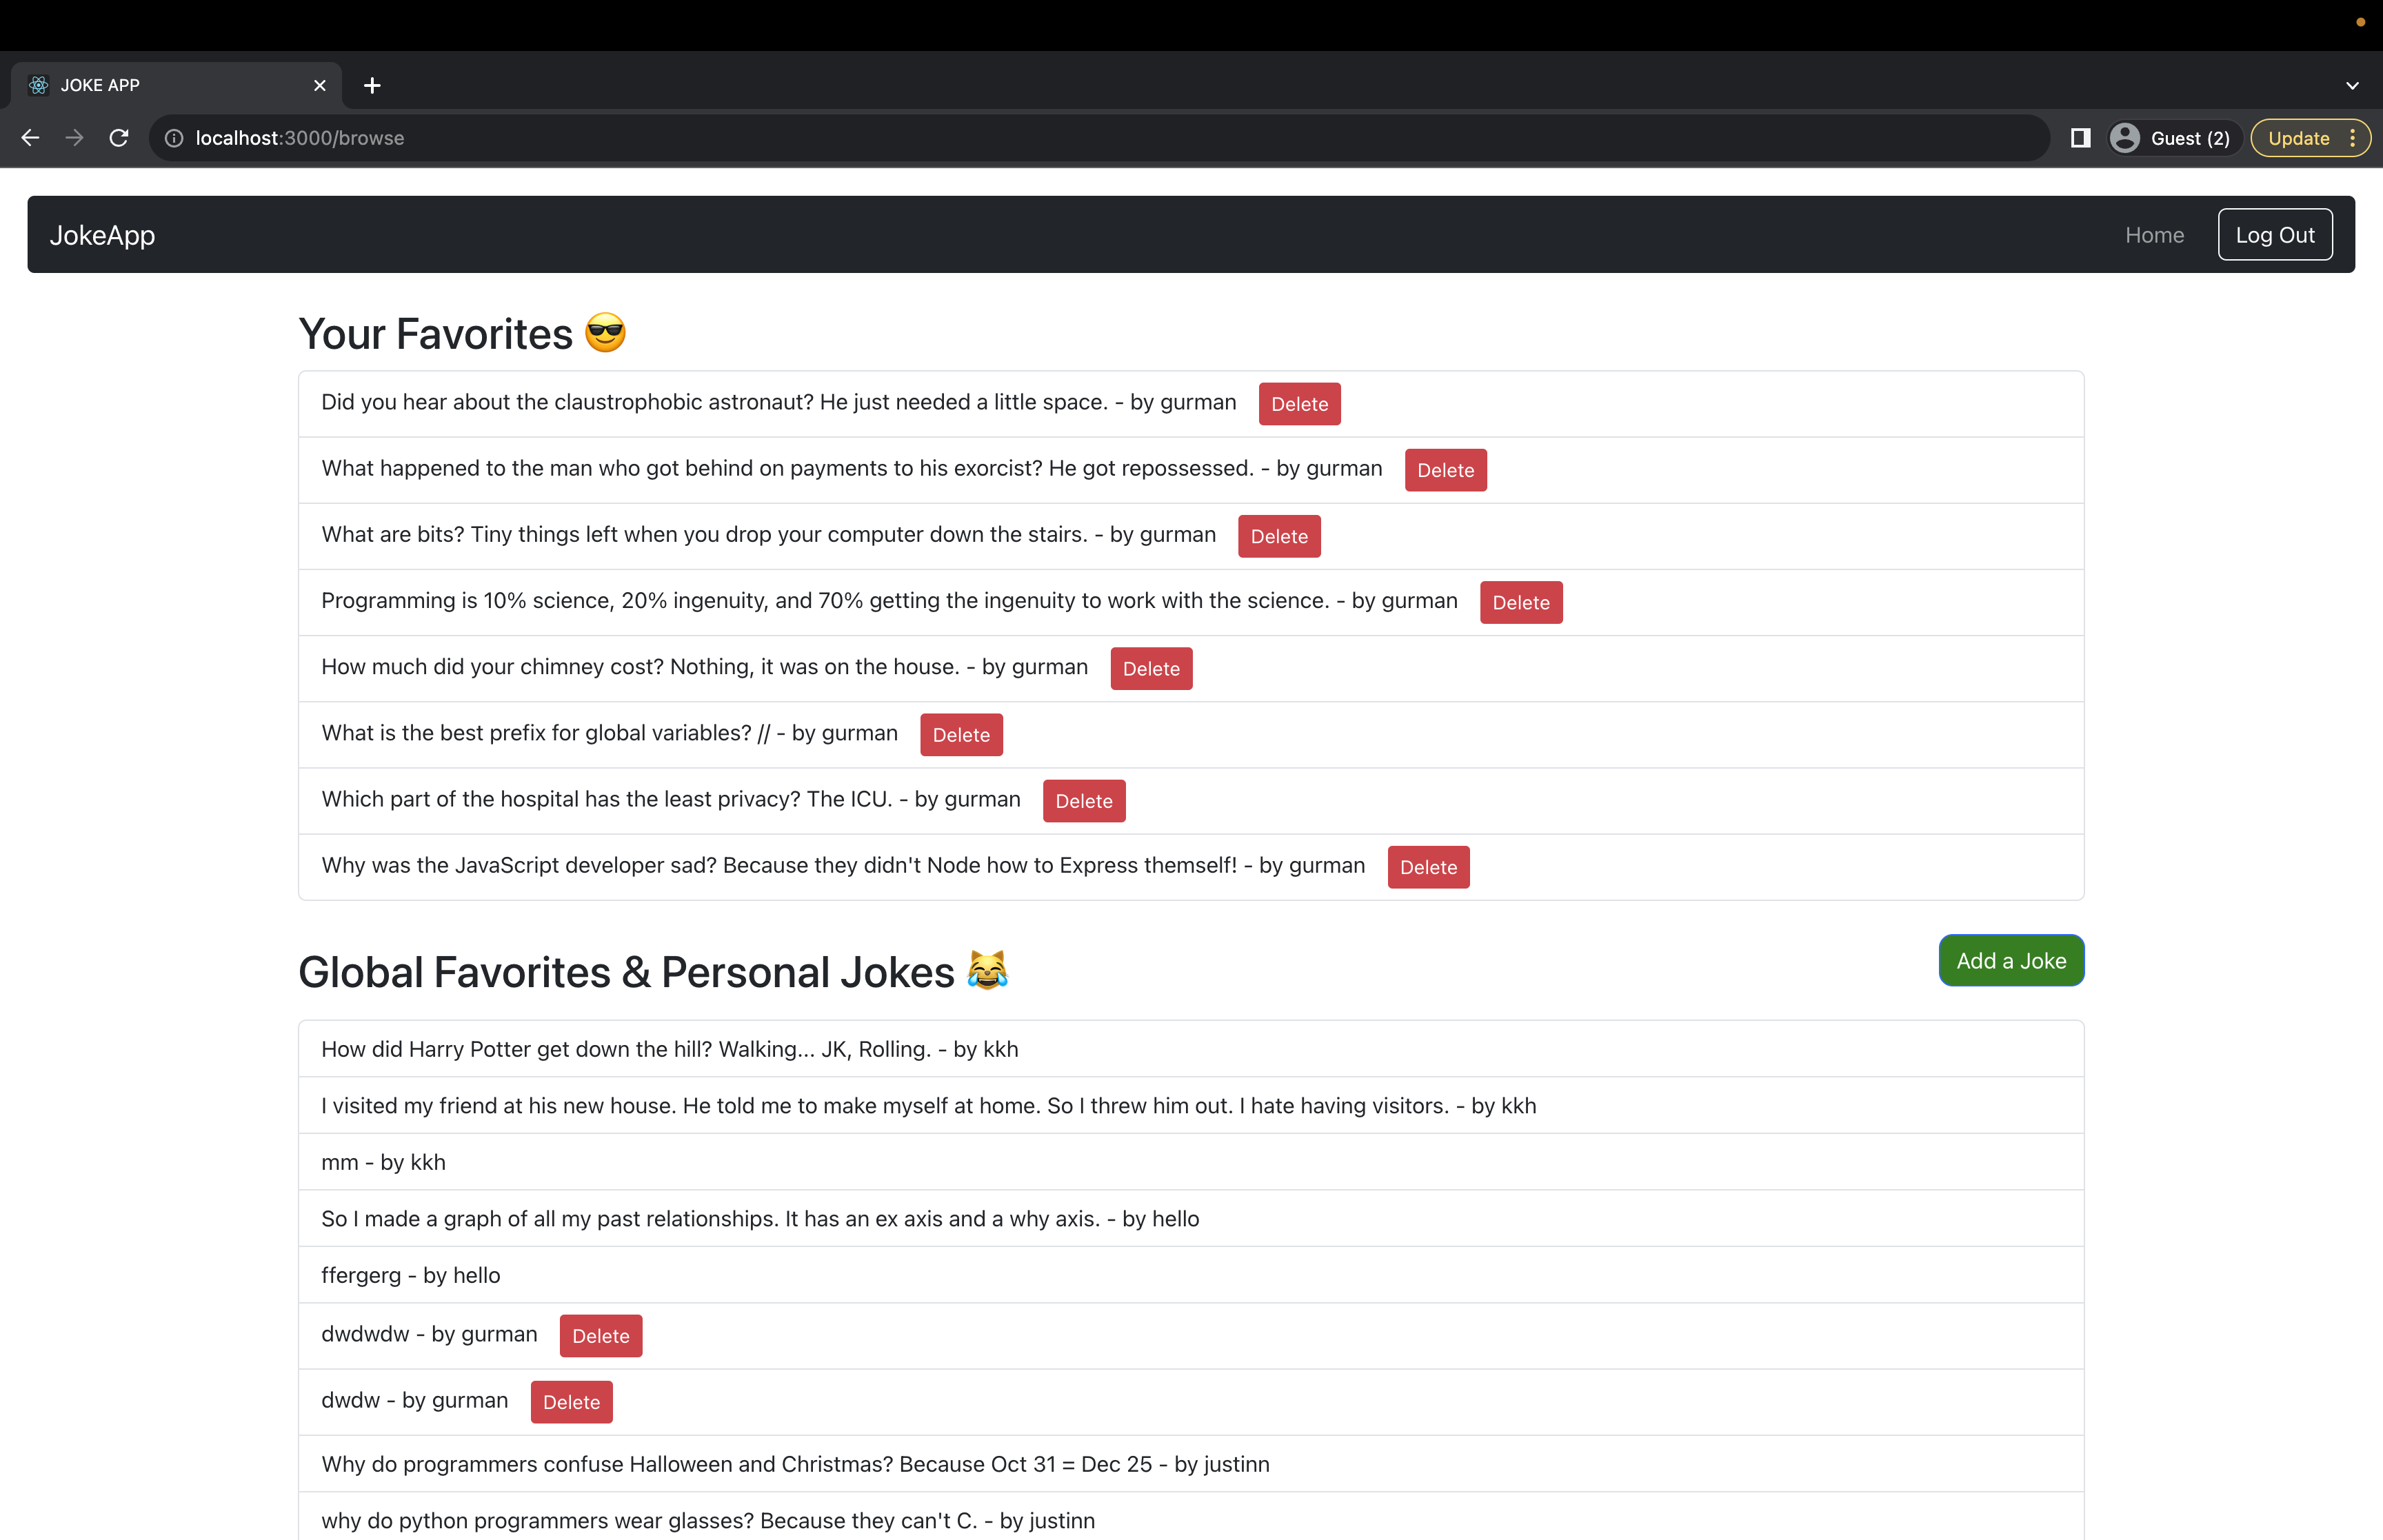 JOKE APP
localhost:3000/browse
Guest (2)
Update
JokeApp
Home
Log Out
Your Favorites 😎
Did you hear about the claustrophobic astronaut? He just needed a little space. - by gurman Delete
What happened to the man who got behind on payments to his exorcist? He got repossessed. - by gurman Delete
What are bits? Tiny things left when you drop your computer down the stairs. - by gurman Delete
Programming is 10% science, 20% ingenuity, and 70% getting the ingenuity to work with the science. - by gurman Delete
How much did your chimney cost? Nothing, it was on the house. - by gurman Delete
What is the best prefix for global variables? // - by gurman Delete
Which part of the hospital has the least privacy? The ICU. - by gurman Delete
Why was the JavaScript developer sad? Because they didn't Node how to Express themself! - by gurman Delete
Global Favorites & Personal Jokes 😹
Add a Joke
How did Harry Potter get down the hill? Walking... JK, Rolling. - by kkh
I visited my friend at his new house. He told me to make myself at home. So I threw him out. I hate having visitors. - by kkh
mm - by kkh
So I made a graph of all my past relationships. It has an ex axis and a why axis. - by hello
ffergerg - by hello
dwdwdw - by gurman Delete
dwdw - by gurman Delete
Why do programmers confuse Halloween and Christmas? Because Oct 31 = Dec 25 - by justinn
why do python programmers wear glasses? Because they can't C. - by justinn